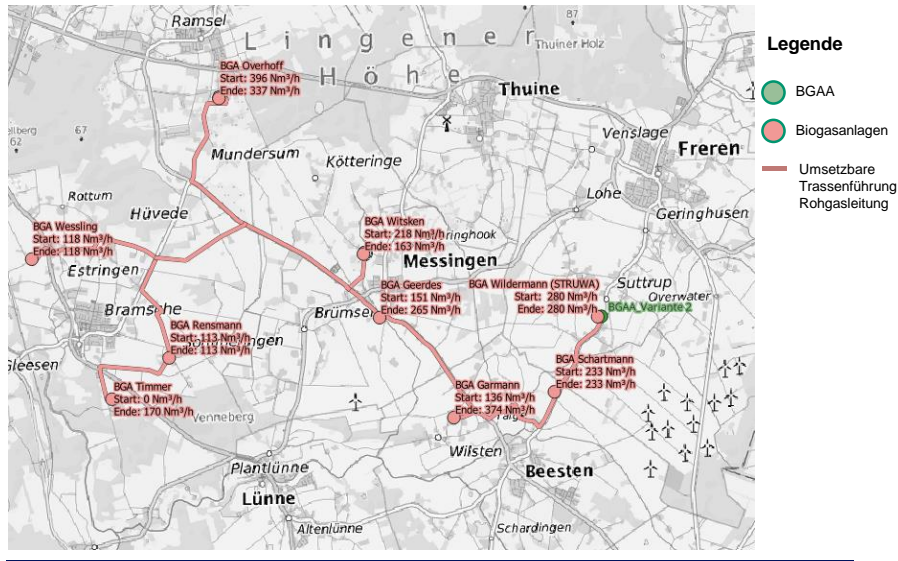 Ramsel
87
Thuiner Holz
Lingener
Höhe
BGA Overhoff
Start: 396 Nm³/h
Ende: 337 Nm³/h
Thuine
Legende
BGAA
Biogasanlagen
Umsetzbare
Trassenführung
Rohgasleitung
67
62
Venslage
Freren
Mundersum
Kötteringe
Rottum
Hüvede
Lohe
Geringhusen
BGA Wessling
Start: 118 Nm³/h
Ende: 118 Nm³/h
BGA Witsken
Start: 218 Nm³/h
Ende: 163 Nm³/h
Messingen
Estringen
BGA Geerdes
Start: 151 Nm³/h
Ende: 265 Nm³/h
BGA Wildermann (STRUWA)
Start: 280 Nm³/h
Ende: 280 Nm³/h
Suttrup
Overwater
BGAA_Variante 2
Bramsche
BGA Rensmann
Start: 113 Nm³/h
Ende: 113 Nm³/h
Gleesen
BGA Schartmann
Start: 233 Nm³/h
Ende: 233 Nm³/h
BGA Timmer
Start: 0 Nm³/h
Ende: 170 Nm³/h
BGA Garmann
Start: 136 Nm³/h
Ende: 374 Nm³/h
Venneberg
Wilsten
Plantlünne
Beesten
Lünne
Altenlünne
Schardingen